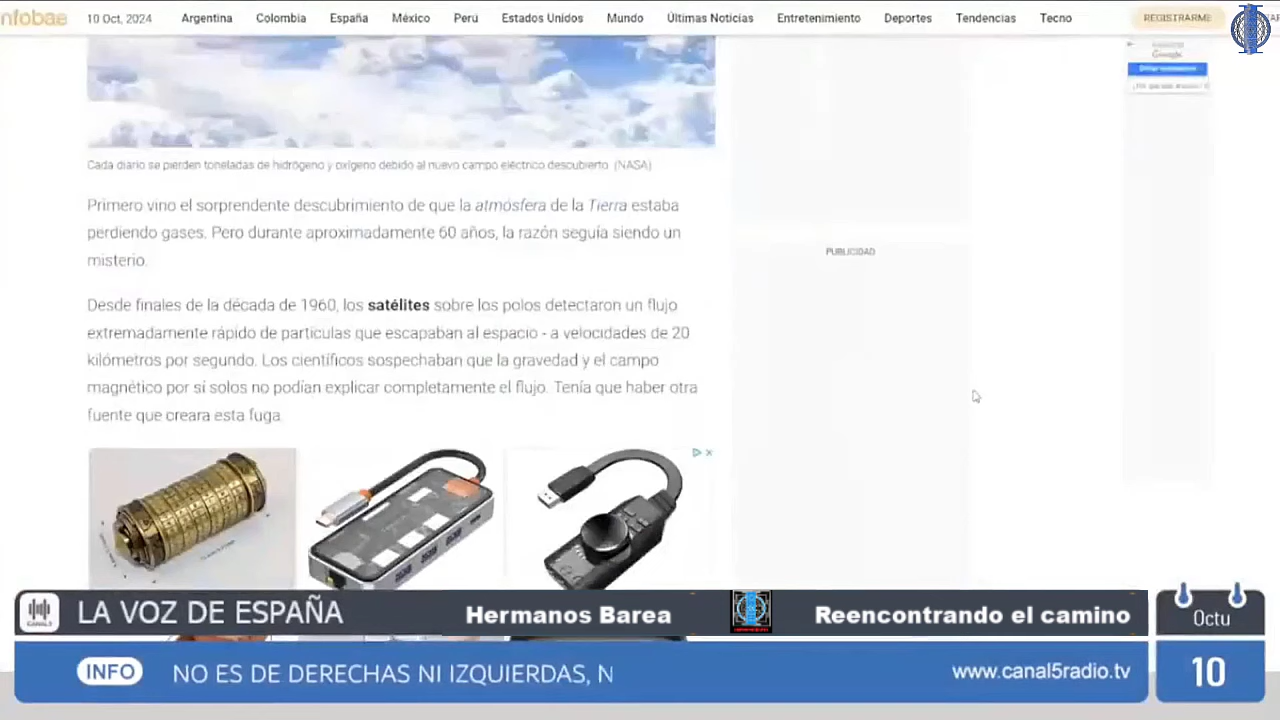 infobae
10 Oct, 2024
Argentina
Colombia
España
México
Perú
Estados Unidos
Mundo
Últimas Noticias
Entretenimiento
Deportes
Tendencias
Tecno
REGISTRARME
Google
Cada diario se pierden toneladas de hidrógeno y oxígeno debido al nuevo campo eléctrico descubierto. (NASA)
Primero vino el sorprendente descubrimiento de que la atmósfera de la Tierra estaba
perdiendo gases. Pero durante aproximadamente 60 años, la razón seguía siendo un
misterio.
PUBLICIDAD
Desde finales de la década de 1960, los satélites sobre los polos detectaron un flujo
extremadamente rápido de partículas que escapaban al espacio - a velocidades de 20
kilómetros por segundo. Los científicos sospechaban que la gravedad y el campo
magnético por sí solos no podían explicar completamente el flujo. Tenía que haber otra
fuente que creara esta fuga.
CANAL5
LA VOZ DE ESPAÑA
Hermanos Barea
Reencontrando el camino
Octu
10
INFO
NO ES DE DERECHAS NI IZQUIERDAS, N
www.canal5radio.tv